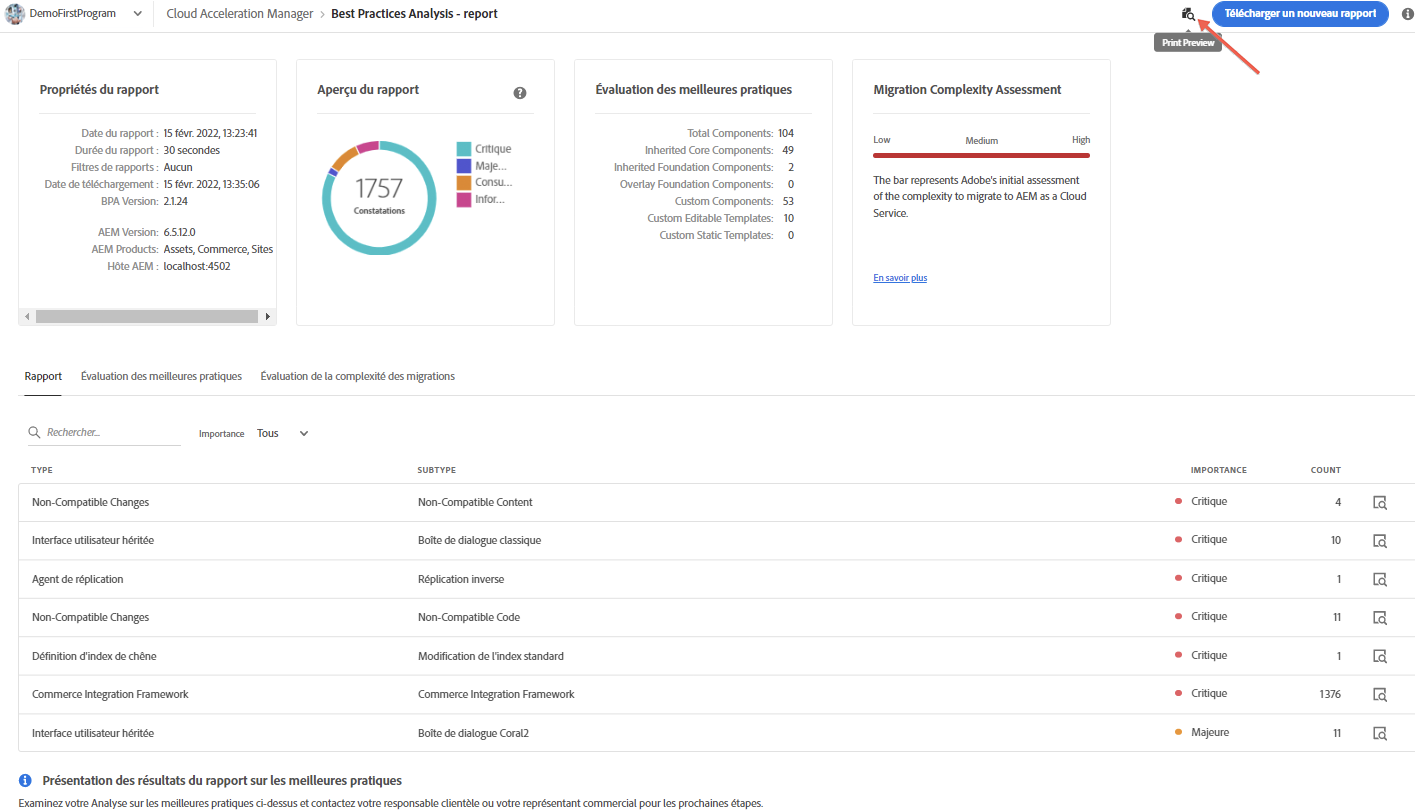 DemoFirstProgram
Cloud Acceleration Manager > Best Practices Analysis - report
Télécharger un nouveau rapport
Print Preview
Propriétés du rapport
Date du rapport : 15 févr. 2022, 13:23:41
Durée du rapport : 30 secondes
Filtres de rapports : Aucun
Date de téléchargement : 15 févr. 2022, 13:35:06
BPA Version: 2.1.24
AEM Version: 6.5.12.0
AEM Products: Assets, Commerce, Sites
Hôte AEM : localhost:4502
Aperçu du rapport
1757
Constatations
Critique
Maje...
Consu...
Infor...
Évaluation des meilleures pratiques
Total Components: 104
Inherited Core Components: 49
Inherited Foundation Components: 2
Overlay Foundation Components: 0
Custom Components: 53
Custom Editable Templates: 10
Custom Static Templates: 0
Migration Complexity Assessment
Low Medium High
The bar represents Adobe's initial assessment
of the complexity to migrate to AEM as a Cloud
Service.
En savoir plus
Rapport Évaluation des meilleures pratiques Évaluation de la complexité des migrations
Rechercher... Importance Tous
TYPE SUBTYPE IMPORTANCE COUNT
Non-Compatible Changes Non-Compatible Content Critique 4
Interface utilisateur héritée Boîte de dialogue classique Critique 10
Agent de réplication Réplication inverse Critique 1
Non-Compatible Changes Non-Compatible Code Critique 11
Définition d'index de chêne Modification de l'index standard Critique 1
Commerce Integration Framework Commerce Integration Framework Critique 1376
Interface utilisateur héritée Boîte de dialogue Coral2 Majeure 11
Présentation des résultats du rapport sur les meilleures pratiques
Examinez votre Analyse sur les meilleures pratiques ci-dessus et contactez votre responsable clientèle ou votre représentant commercial pour les prochaines étapes.